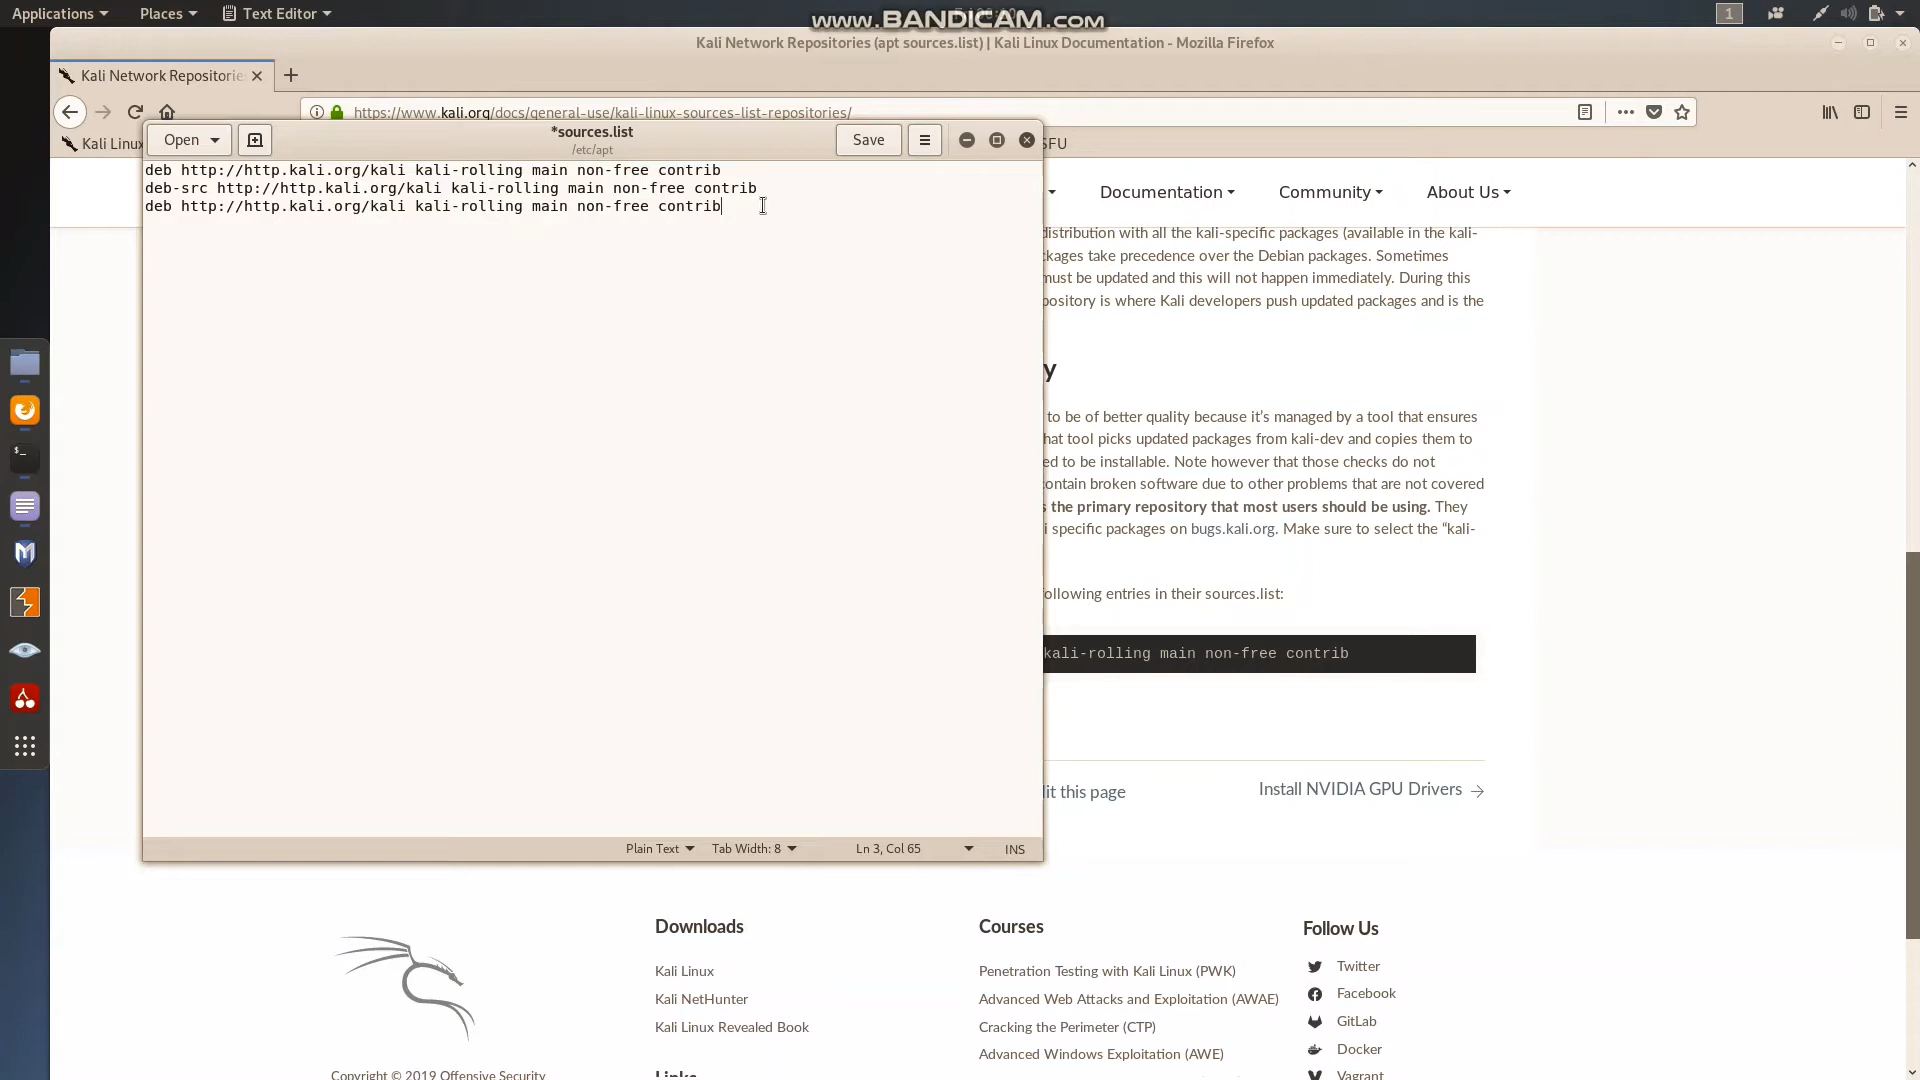 Applications
Places
Text Editor
www.BANDICAM.com
1
Kali Network Repositories (apt sources.list) | Kali Linux Documentation - Mozilla Firefox
Kali Network Repositorie
https://www.kali.org/docs/general-use/kali-linux-sources-list-repositories/
Kali Linux
SFU
Open
*sources.list
/etc/apt
Save
deb http://http.kali.org/kali kali-rolling main non-free contrib
deb-src http://http.kali.org/kali kali-rolling main non-free contrib
deb http://http.kali.org/kali kali-rolling main non-free contrib
Plain Text
Tab Width: 8
Ln 3, Col 65
INS
Documentation
Community
About Us
distribution with all the kali-specific packages (available in the kali-
ckages take precedence over the Debian packages. Sometimes
must be updated and this will not happen immediately. During this
pository is where Kali developers push updated packages and is the
y
to be of better quality because it's managed by a tool that ensures
hat tool picks updated packages from kali-dev and copies them to
ed to be installable. Note however that those checks do not
contain broken software due to other problems that are not covered
s the primary repository that most users should be using. They
i specific packages on bugs.kali.org. Make sure to select the “kali-
ollowing entries in their sources.list:
kali-rolling main non-free contrib
it this page
Install NVIDIA GPU Drivers
Downloads
Kali Linux
Kali NetHunter
Kali Linux Revealed Book
Links
Courses
Penetration Testing with Kali Linux (PWK)
Advanced Web Attacks and Exploitation (AWAE)
Cracking the Perimeter (CTP)
Advanced Windows Exploitation (AWE)
Follow Us
Twitter
Facebook
GitLab
Docker
Vagrant
Copyright © 2019 Offensive Security